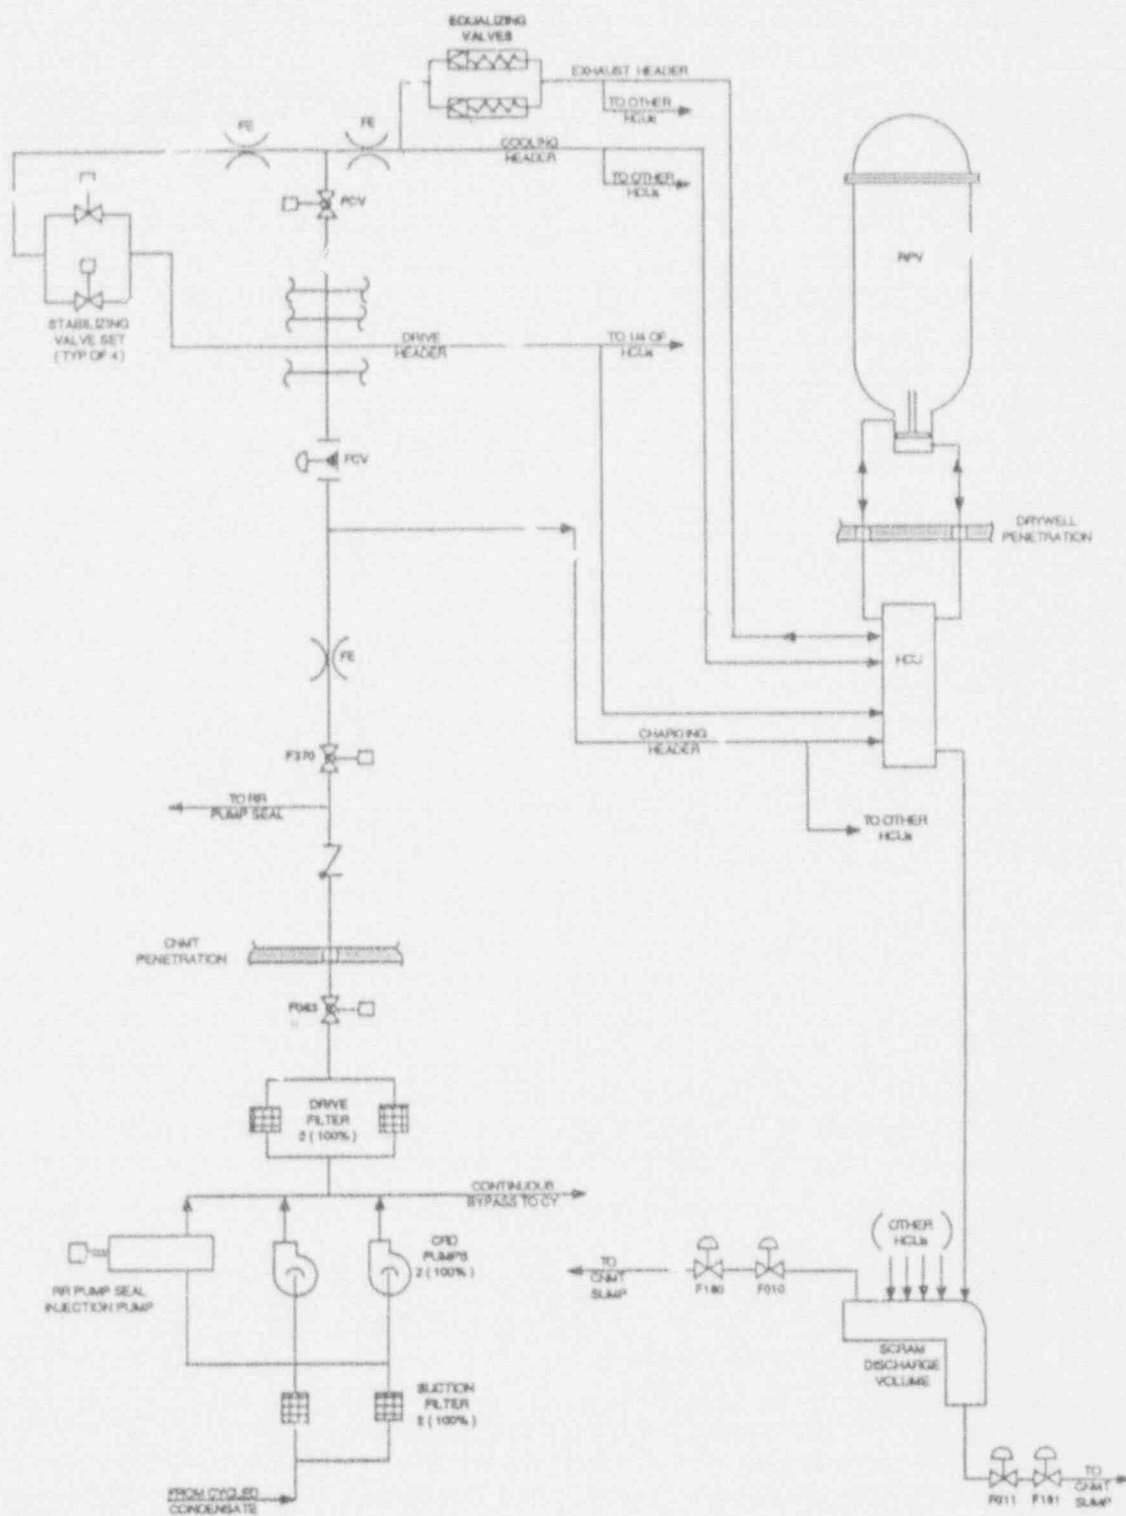 EQUALIZING
VALVES
EXHAUST HEADER
TO OTHER
HCUs
FE
FE
COOLING
HEADER
TO OTHER
HCUs
PCV
RPV
STABILIZING
VALVE SET
(TYP OF 4)
DRIVE
HEADER
TO 1/4 OF
HCUs
FCV
DRYWELL
PENETRATION
FE
HCU
F370
CHARGING
HEADER
TO RR
PUMP SEAL
TO OTHER
HCUs
CNMT
PENETRATION
DRIVE
FILTER
2 (100%)
CONTINUOUS
BYPASS TO CY
(OTHER
HCUs)
CRD
PUMPS
2 (100%)
RR PUMP SEAL
INJECTION PUMP
TO
CNMT
SUMP
F180
F010
SCRAM
DISCHARGE
VOLUME
SUCTION
FILTER
2 (100%)
FROM CYCLED
CONDENSATE
F011
F181
TO
CNMT
SUMP